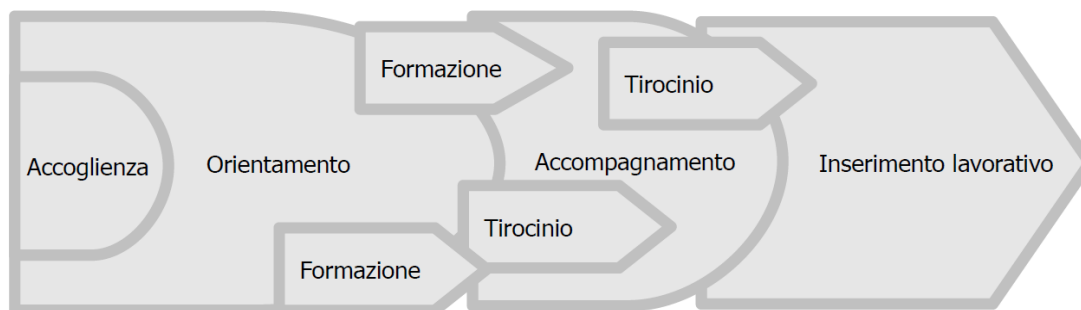 Formazione
Tirocinio
Accoglienza
Orientamento
Accompagnamento
Inserimento lavorativo
Tirocinio
Formazione